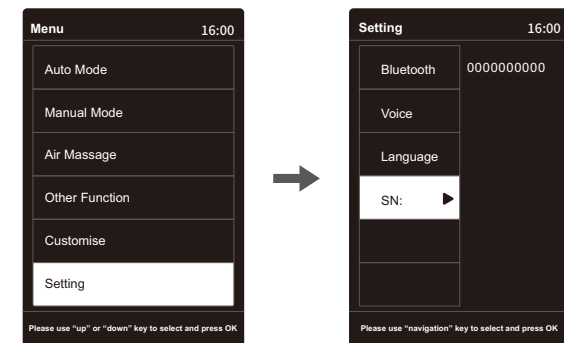 Menu 16:00
Auto Mode
Manual Mode
Air Massage
Other Function
Customise
Setting
Please use “up” or “down” key to select and press OK
Setting 16:00
Bluetooth 0000000000
Voice
Language
SN:
Please use “navigation” key to select and press OK